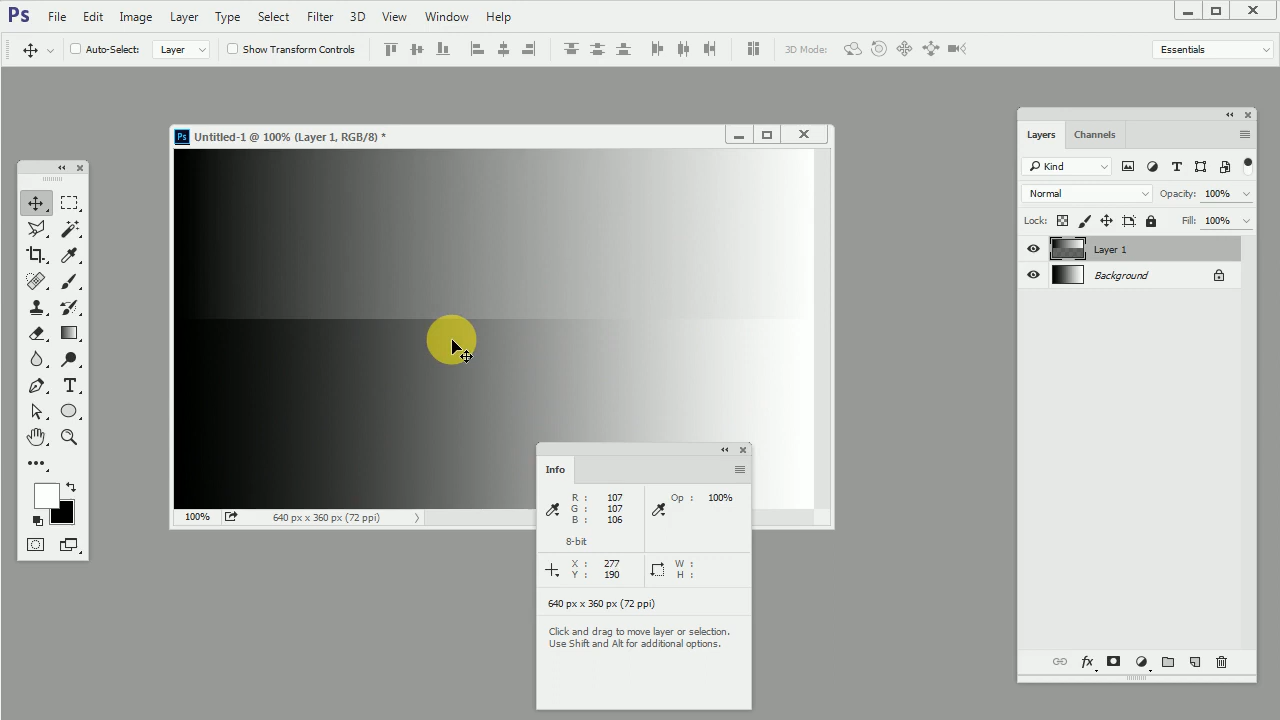 Ps File Edit Image Layer Type Select Filter 3D View Window Help
Auto-Select: Layer Show Transform Controls 3D Mode: Essentials
Ps Untitled-1 @ 100% (Layer 1, RGB/8) *
100% 640 px x 360 px (72 ppi)
Info
R : 107
G : 107
B : 106
8-bit
Op : 100%
X : 277
Y : 190
W :
H :
640 px x 360 px (72 ppi)
Click and drag to move layer or selection.
Use Shift and Alt for additional options.
Layers Channels
Kind
Normal Opacity: 100%
Lock: Fill: 100%
Layer 1
Background
fx